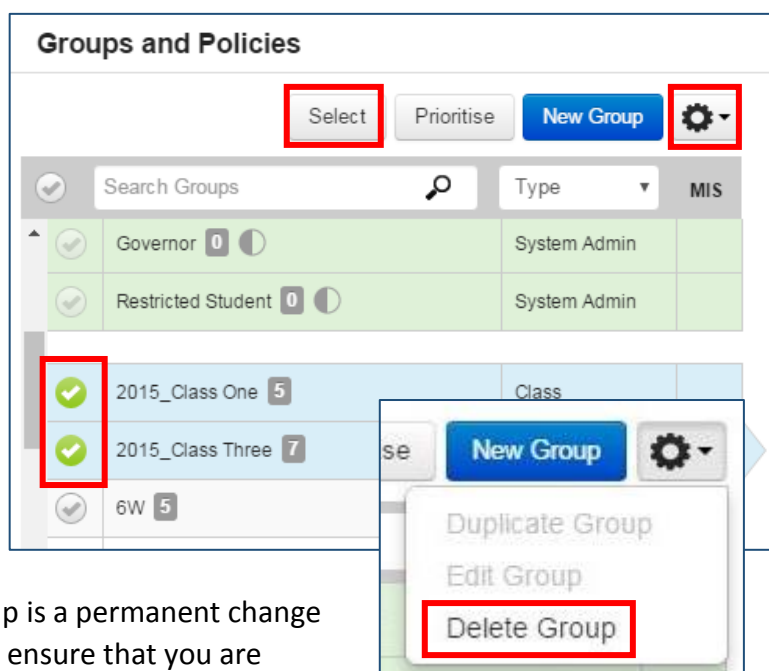 Groups and Policies
Select Prioritise New Group
Search Groups Type MIS
Governor 0 System Admin
Restricted Student 0 System Admin
2015_Class One 5 Class
2015_Class Three 7
6W 5
se New Group
Duplicate Group
Edit Group
Delete Group
p is a permanent change
ensure that you are